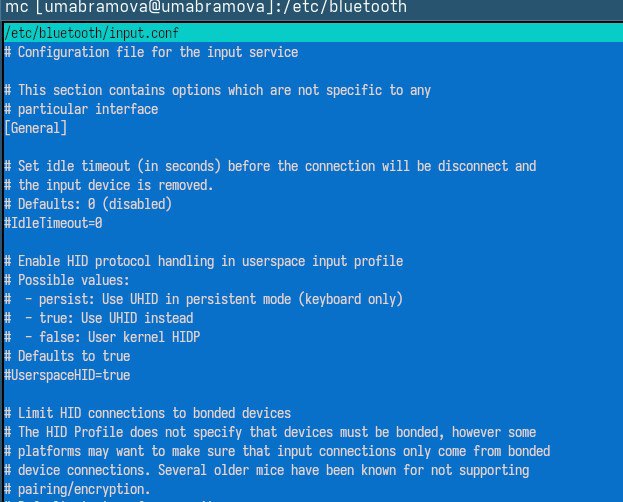 mc [umabramova@umabramova]:/etc/bluetooth
/etc/bluetooth/input.conf
# Configuration file for the input service
# This section contains options which are not specific to any
# particular interface
[General]
# Set idle timeout (in seconds) before the connection will be disconnect and
# the input device is removed.
# Defaults: 0 (disabled)
#IdleTimeout=0
# Enable HID protocol handling in userspace input profile
# Possible values:
#  - persist: Use UHID in persistent mode (keyboard only)
#  - true: Use UHID instead
#  - false: User kernel HIDP
# Defaults to true
#UserspaceHID=true
# Limit HID connections to bonded devices
# The HID Profile does not specify that devices must be bonded, however some
# platforms may want to make sure that input connections only come from bonded
# device connections. Several older mice have been known for not supporting
# pairing/encryption.